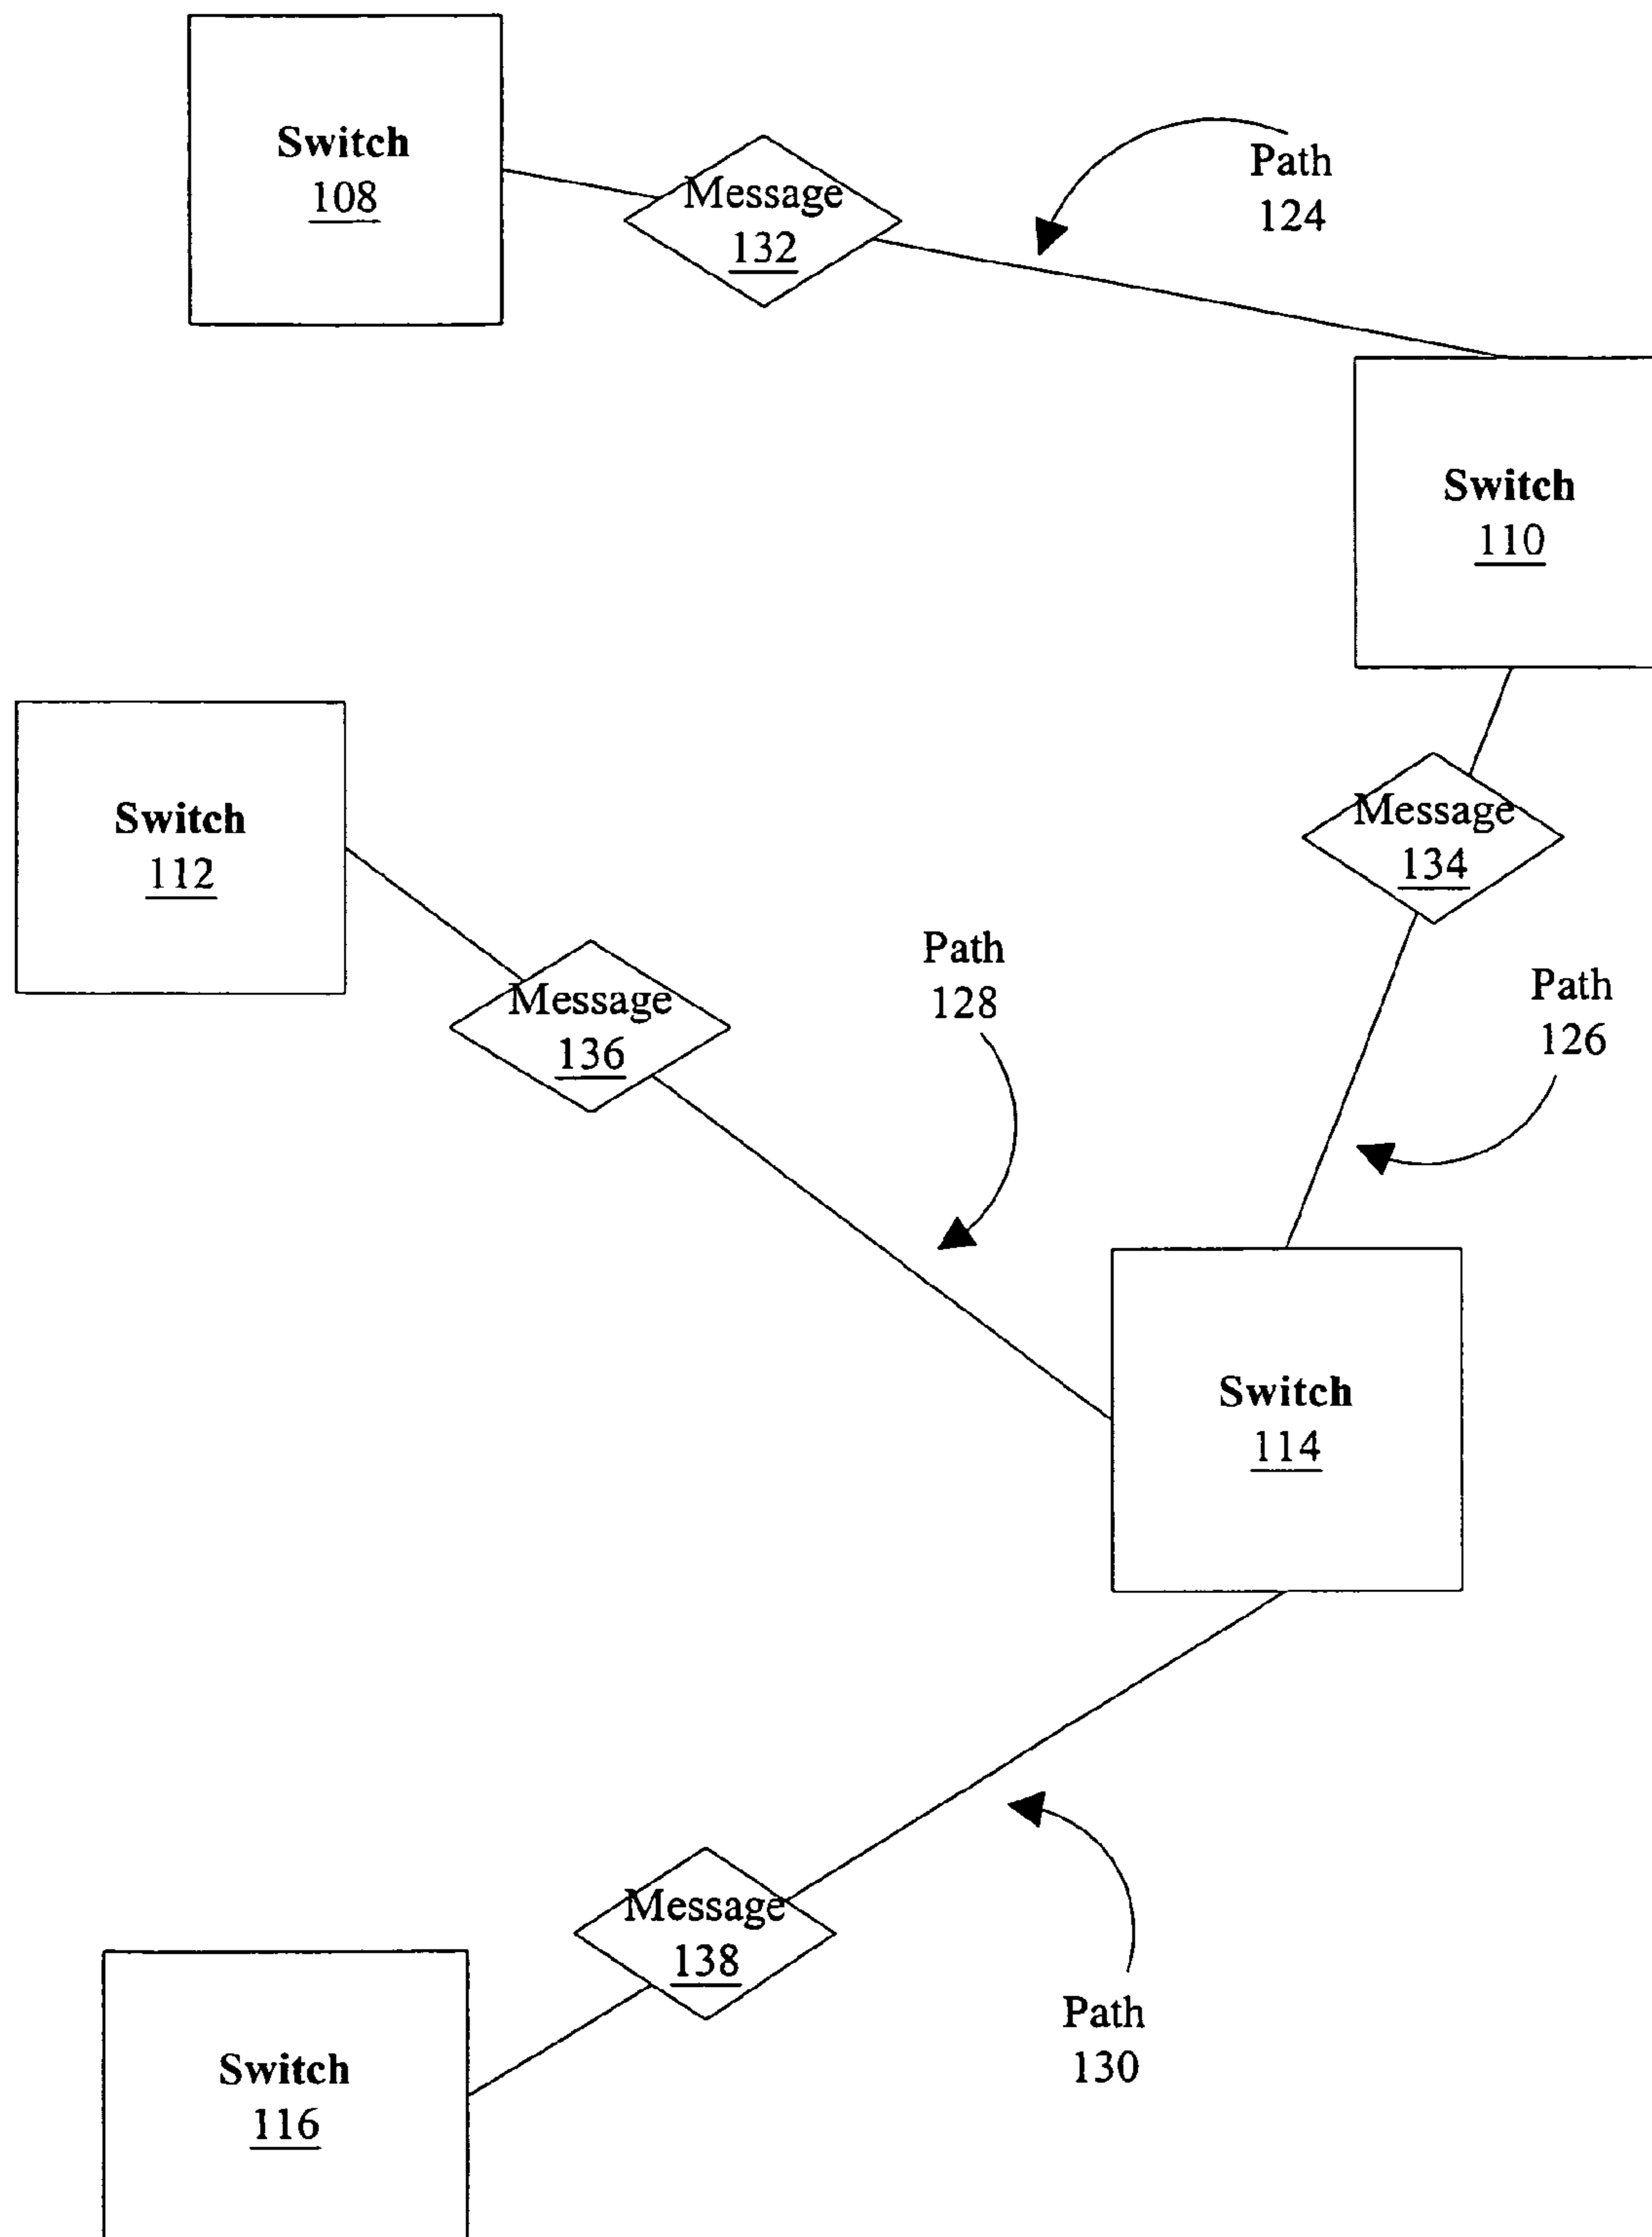 Switch
108
Message
132
Path
124
Switch
110
Switch
112
Message
134
Message
136
Path
128
Path
126
Switch
114
Message
138
Path
130
Switch
116